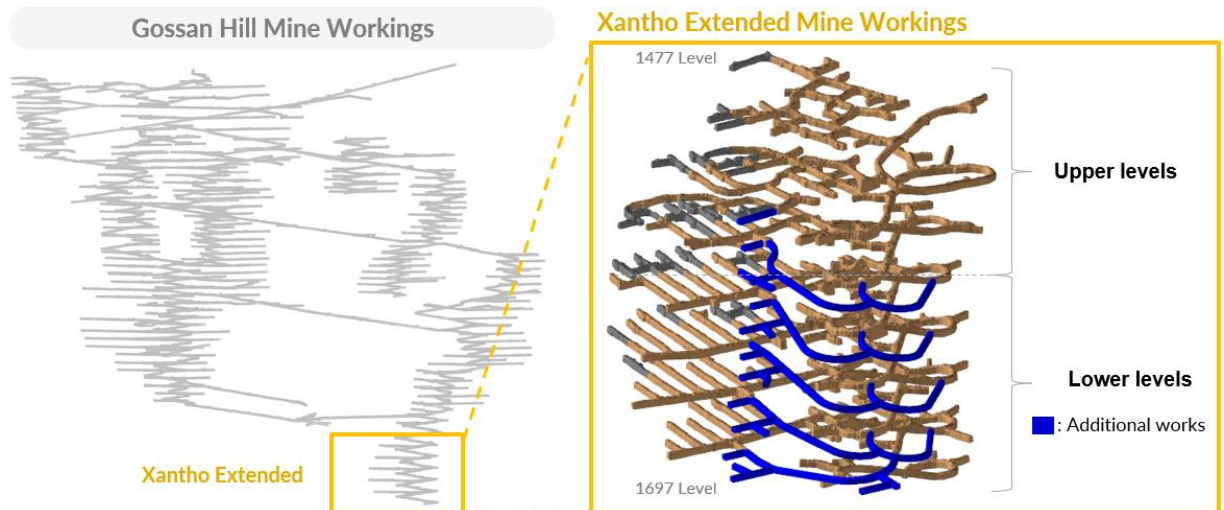 Gossan Hill Mine Workings
Xantho Extended
Xantho Extended Mine Workings
1477 Level
Upper levels
Lower levels
: Additional works
1697 Level